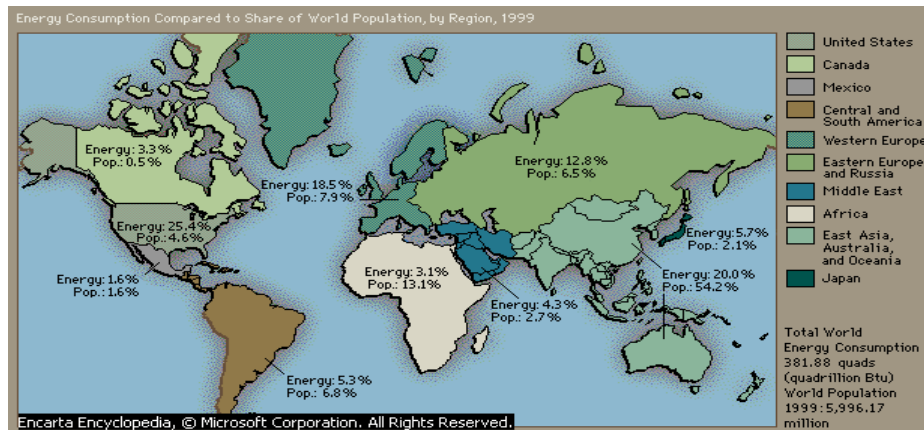 Energy Consumption Compared to Share of World Population, by Region, 1999
United States
Canada
Mexico
Central and
South America
Western Europe
Eastern Europe
and Russia
Middle East
Africa
East Asia,
Australia,
and Oceania
Japan
Energy: 3.3%
Pop.: 0.5%
Energy: 12.8%
Pop.: 6.5%
Energy: 18.5%
Pop.: 7.9%
Energy: 25.4%
Pop.: 4.6%
Energy: 5.7%
Pop.: 2.1%
Energy: 1.6%
Pop.: 1.6%
Energy: 3.1%
Pop.: 13.1%
Energy: 20.0%
Pop.: 54.2%
Energy: 4.3%
Pop.: 2.7%
Energy: 5.3%
Pop.: 6.8%
Total World
Energy Consumption
381.88 quads
(quadrillion Btu)
World Population
1999:5,996.17
million
Encarta Encyclopedia, © Microsoft Corporation. All Rights Reserved.